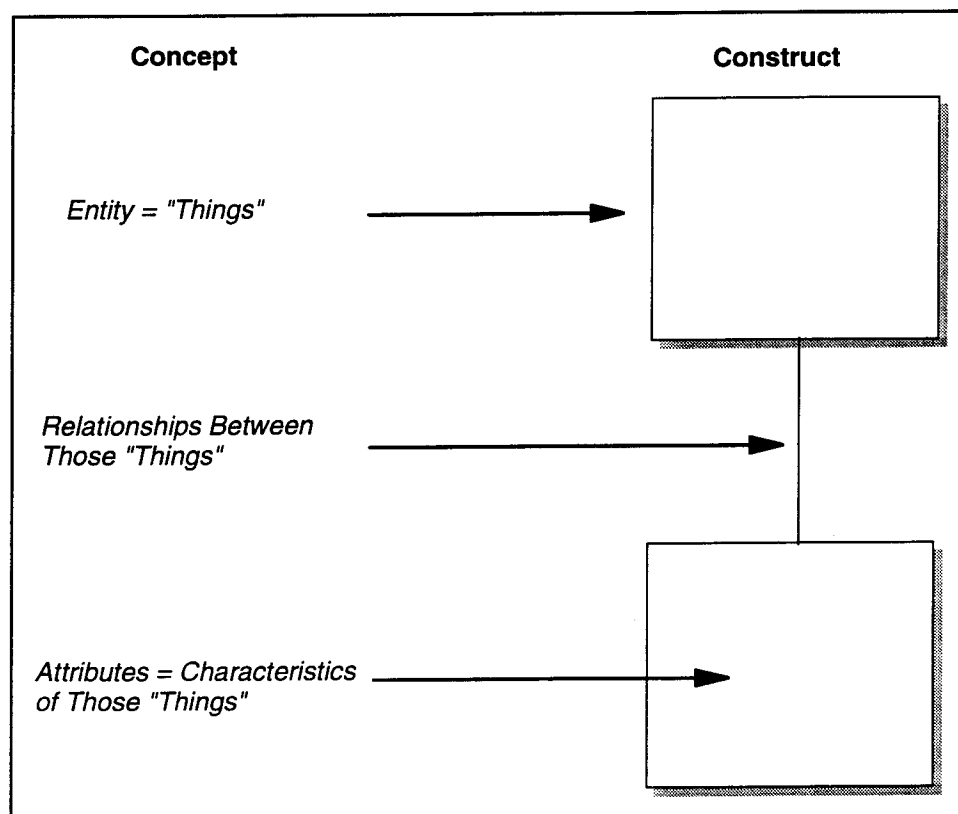 Concept
Construct
Entity = "Things"
Relationships Between
Those "Things"
Attributes = Characteristics
of Those "Things"